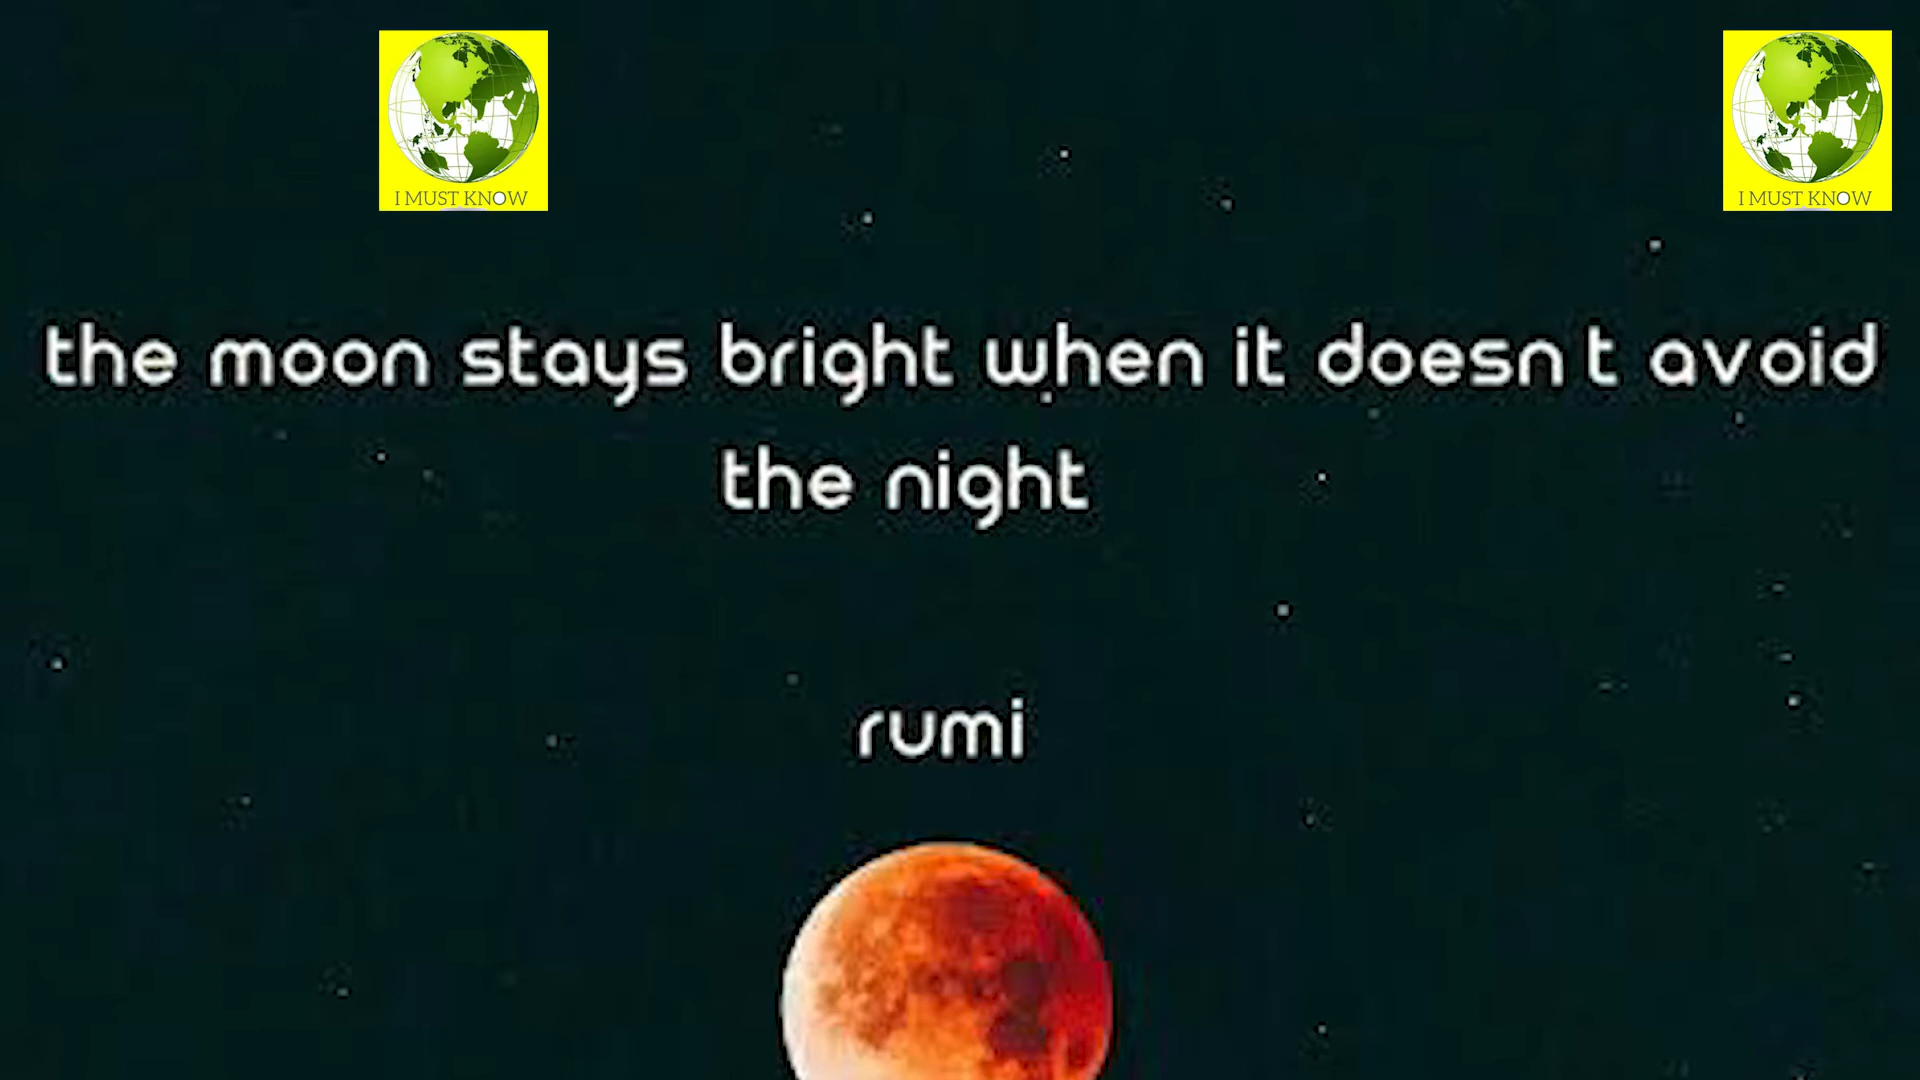 I MUST KNOW
I MUST KNOW
the moon stays bright when it doesn t avoid
the night
rumi